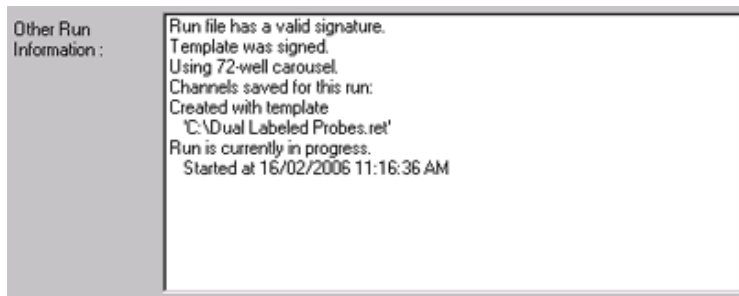 Other Run
Information :
Run file has a valid signature.
Template was signed.
Using 72-well carousel.
Channels saved for this run:
Created with template
'C:\Dual Labeled Probes.ret'
Run is currently in progress.
Started at 16/02/2006 11:16:36 AM